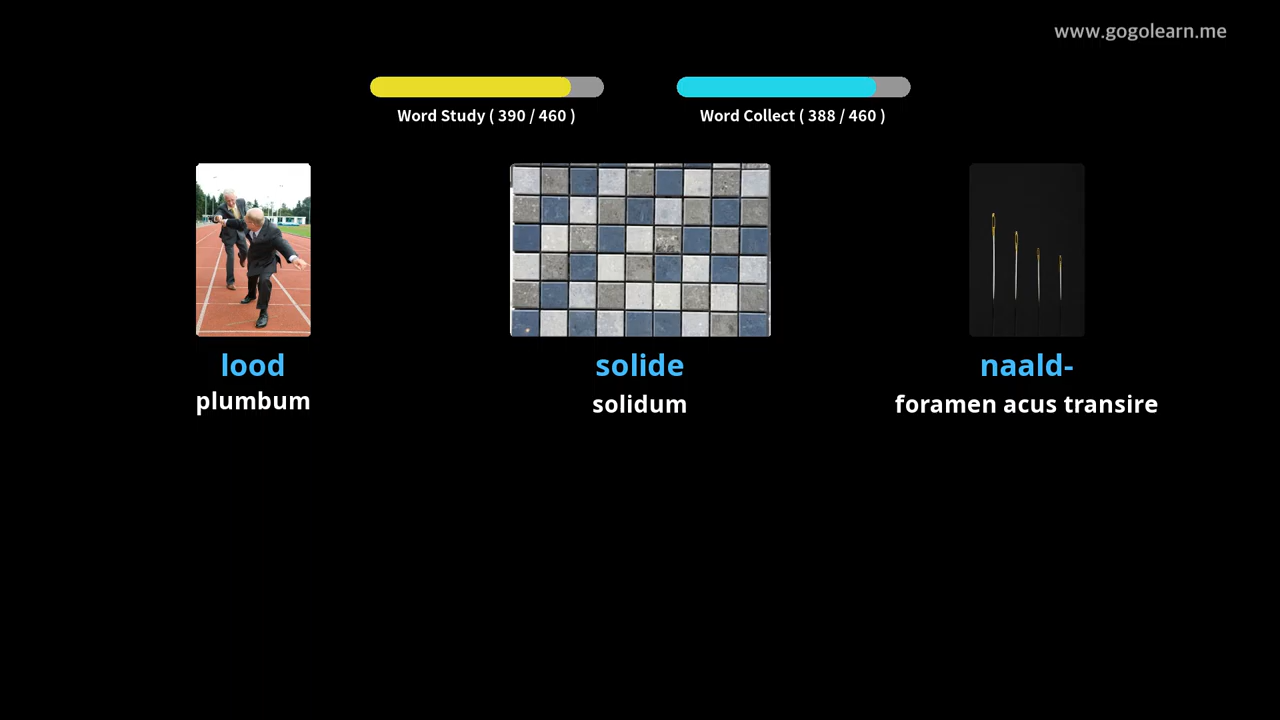 www.gogolearn.me
Word Study ( 390 / 460 )
Word Collect ( 388 / 460 )
lood
plumbum
solide
solidum
naald-
foramen acus transire